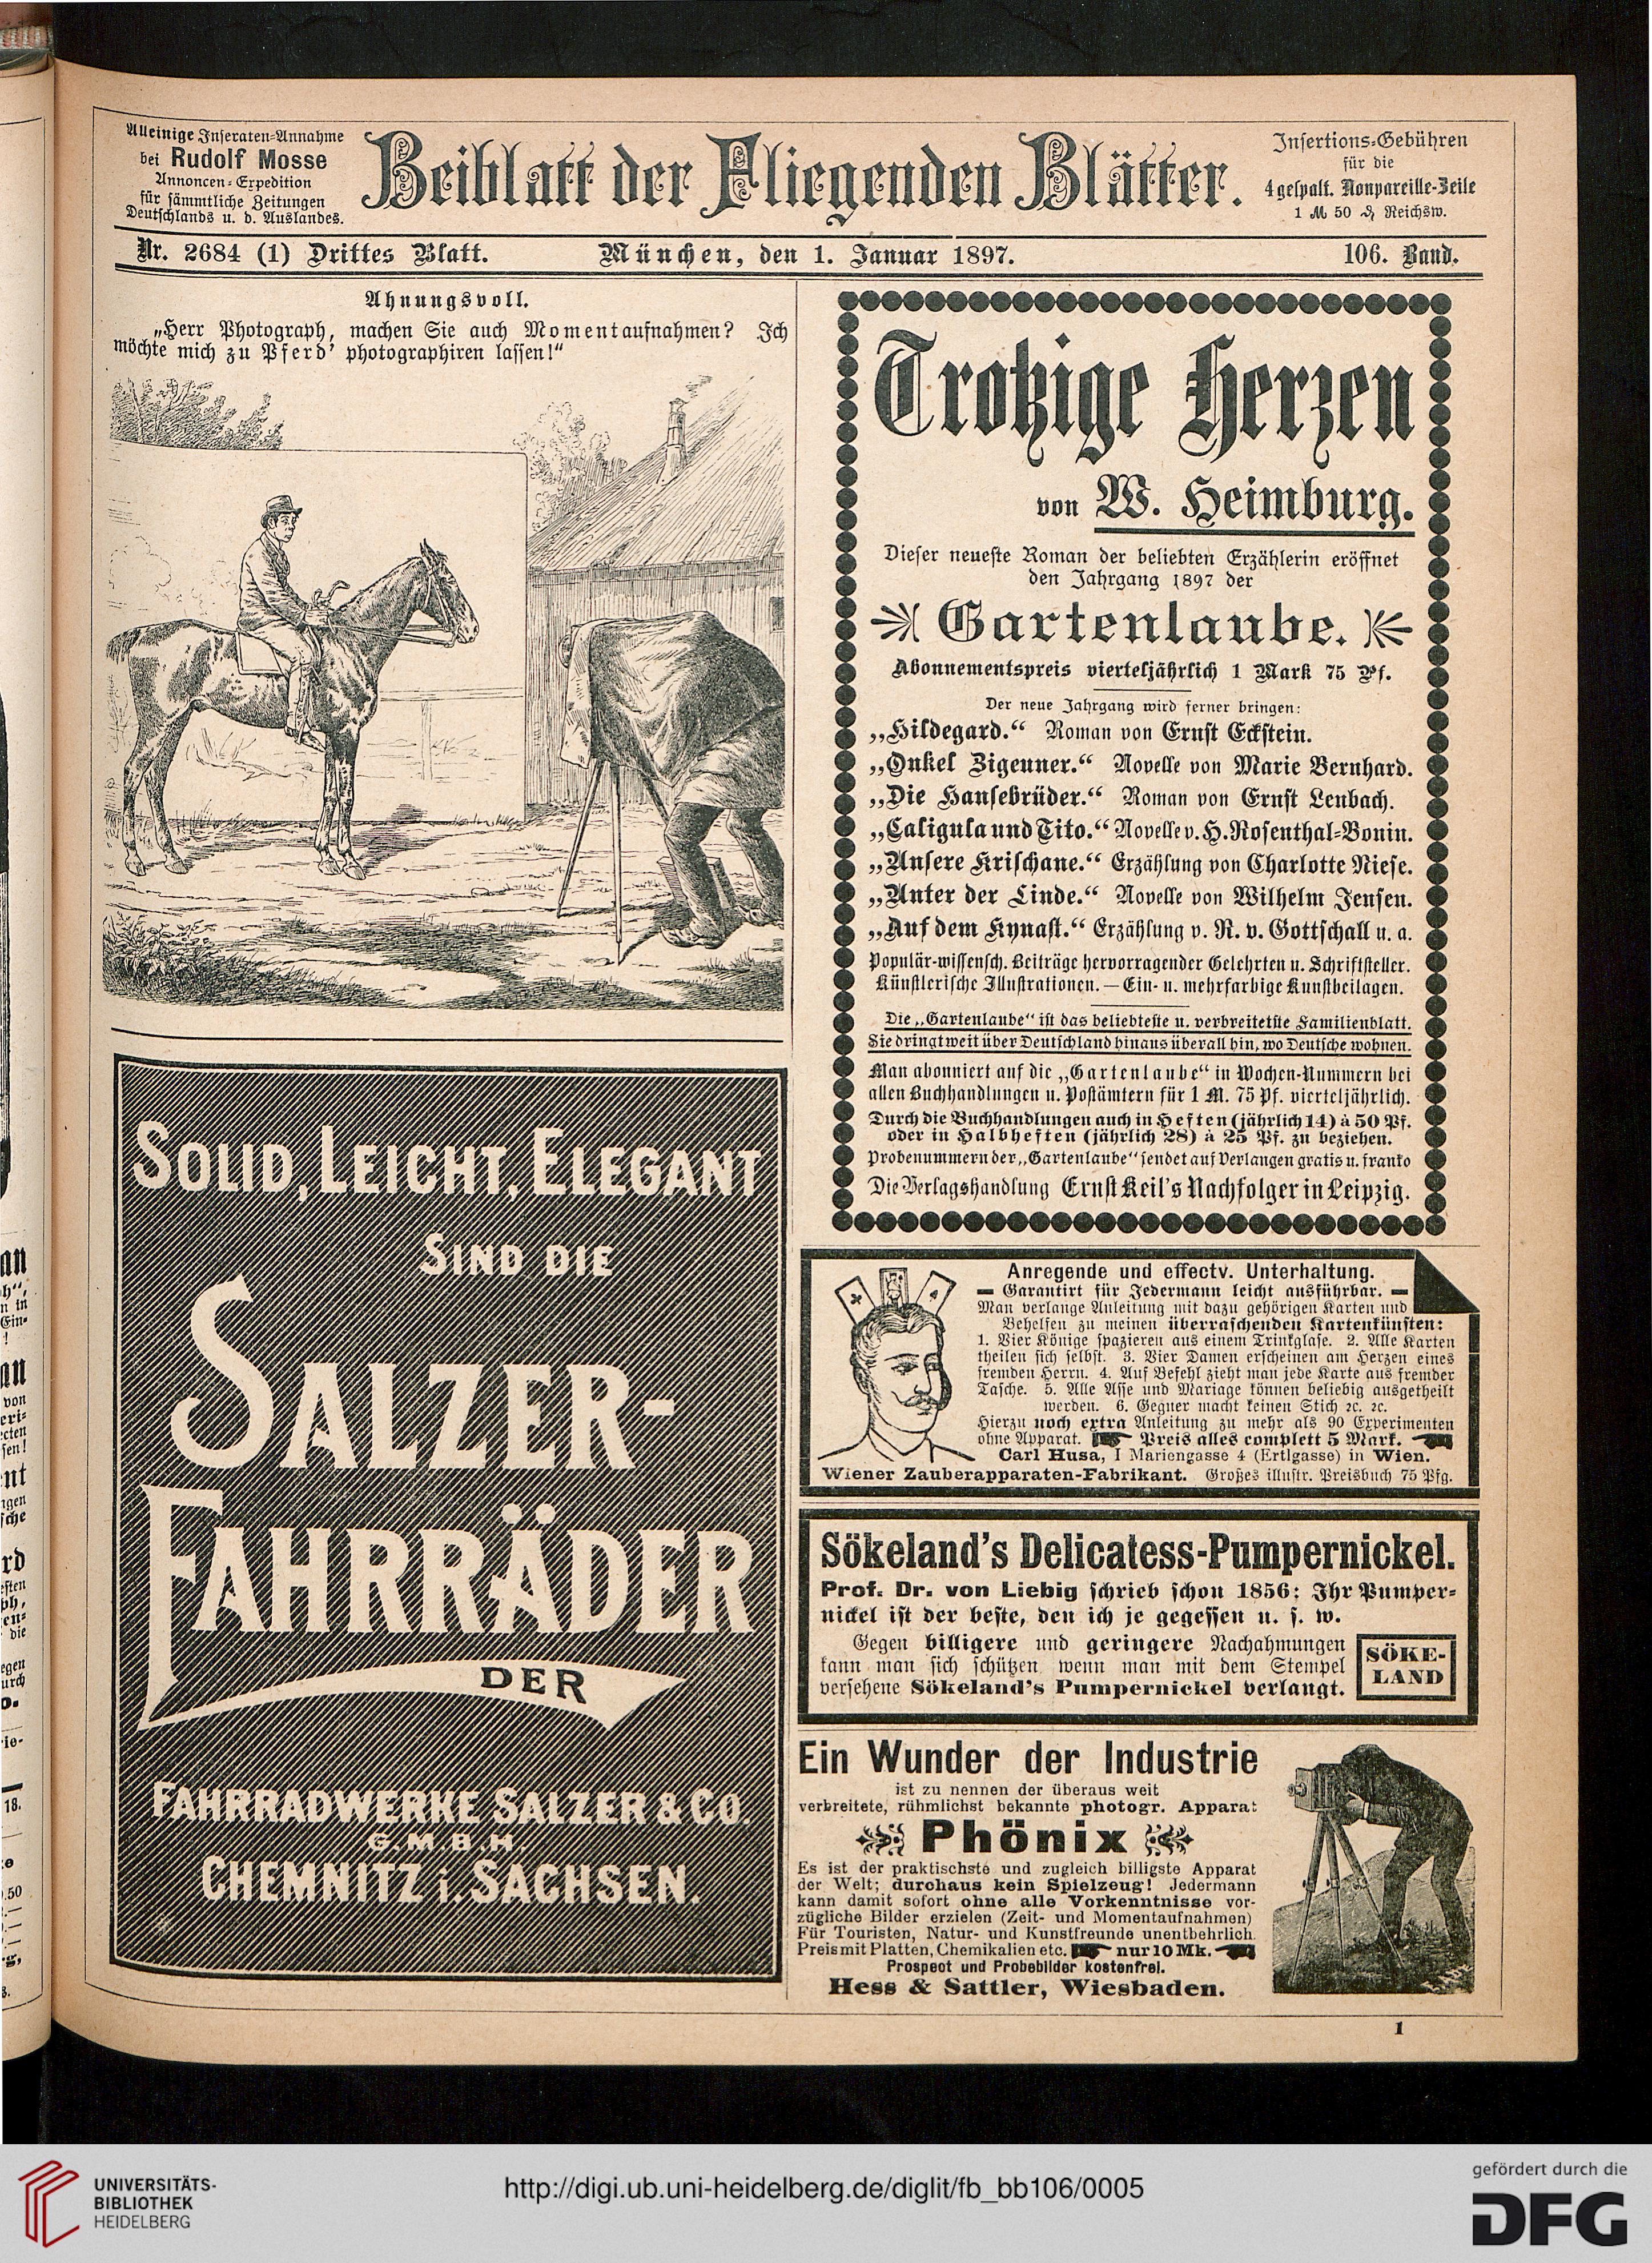 Alleinige Inseraten-Annahme
bei Rudolf Mosse
Annoncen-Expedition
für sämmtliche Zeitungen
Deutschlands u. d. Auslandes.
Beiblatt der Fliegenden Blätter.
Insertions-Gebühren
für die
4 gespalt. Nonpareille-Zeile
1 M 50 ₰ Reichsw.
Nr. 2684 (1) Drittes Blatt. München, den 1. Januar 1897. 106. Band.
Ahnungsvoll.
„Herr Photograph, machen Sie auch Momentaufnahmen? Ich
möchte mich zu Pferd' photographiren lassen!“
SOLID, LEICHT, ELEGANT
SIND DIE
SALZER-
FAHRRÄDER
DER
FAHRRADWERKE SALZER & CO.
G.M.B.H.
CHEMNITZ i. SACHSEN.
Trotzige Herzen
von W. Heimburg.
Dieser neueste Roman der beliebten Erzählerin eröffnet
den Jahrgang 1897 der
Gartenlaube.
Abonnementspreis vierteljährlich 1 Mark 75 Pf.
Der neue Jahrgang wird ferner bringen:
„Hildegard.“ Roman von Ernst Eckstein.
„Onkel Zigeuner.“ Novelle von Marie Bernhard.
„Die Hansebrüder.“ Roman von Ernst Lenbach.
„Caligula und Tito.“ Novelle v. H. Rosenthal-Bonin.
„Unsere Krischane.“ Erzählung von Charlotte Niese.
„Unter der Linde.“ Novelle von Wilhelm Jensen.
„Auf dem Kynast.“ Erzählung v. R. v. Gottschall u. a.
Populär-wissensch. Beiträge hervorragender Gelehrten u. Schriftsteller.
Künstlerische Illustrationen. — Ein- u. mehrfarbige Kunstbeilagen.
Die „Gartenlaube“ ist das beliebteste u. verbreitetste Familienblatt.
Sie dringt weit über Deutschland hinaus überall hin, wo Deutsche wohnen.
Man abonniert auf die „Gartenlaube“ in Wochen-Nummern bei
allen Buchhandlungen u. Postämtern für 1 M. 75 Pf. vierteljährlich.
Durch die Buchhandlungen auch in Heften (jährlich 14) à 50 Pf.
oder in Halbheften (jährlich 28) à 25 Pf. zu beziehen.
Probenummern der „Gartenlaube“ sendet auf Verlangen gratis u. franko
Die Verlagshandlung Ernst Keil's Nachfolger in Leipzig.
Anregende und effectv. Unterhaltung.
— Garantirt für Jedermann leicht ausführbar. —
Man verlange Anleitung mit dazu gehörigen Karten und
Behelfen zu meinen überraschenden Kartenkünsten:
1. Vier Könige spazieren aus einem Trinkglase. 2. Alle Karten
theilen sich selbst. 3. Vier Damen erscheinen am Herzen eines
fremden Herrn. 4. Auf Befehl zieht man jede Karte aus fremder
Tasche. 5. Alle Asse und Mariage können beliebig ausgetheilt
werden. 6. Gegner macht keinen Stich ꝛc. ꝛc.
Hierzu noch extra Anleitung zu mehr als 90 Experimenten
ohne Apparat. Preis alles complett 5 Mark.
Carl Husa, I Mariengasse 4 (Ertlgasse) in Wien.
Wiener Zauberapparaten-Fabrikant. Großes illustr. Preisbuch 75 Pfg.
Sökeland's Delicatess-Pumpernickel.
Prof. Dr. von Liebig schrieb schon 1856: Ihr Pumper-
nickel ist der beste, den ich je gegessen u. s. w.
Gegen billigere und geringere Nachahmungen
kann man sich schützen wenn man mit dem Stempel
versehene Sökeland's Pumpernickel verlangt.
SÖKE-
LAND
Ein Wunder der Industrie
ist zu nennen der überaus weit
verbreitete, rühmlichst bekannte photogr. Apparat
Phönix
Es ist der praktischste und zugleich billigste Apparat
der Welt; durchaus kein Spielzeug! Jedermann
kann damit sofort ohne alle Vorkenntnisse vor-
zügliche Bilder erzielen (Zeit- und Momentaufnahmen)
Für Touristen, Natur- und Kunstfreunde unentbehrlich.
Preis mit Platten, Chemikalien etc. nur 10 Mk.
Prospect und Probebilder kostenfrei.
Hess & Sattler, Wiesbaden.
1
UNIVERSITÄTS-
BIBLIOTHEK
HEIDELBERG
http://digi.ub.uni-heidelberg.de/diglit/fb_bb106/0005
gefördert durch die
DFG